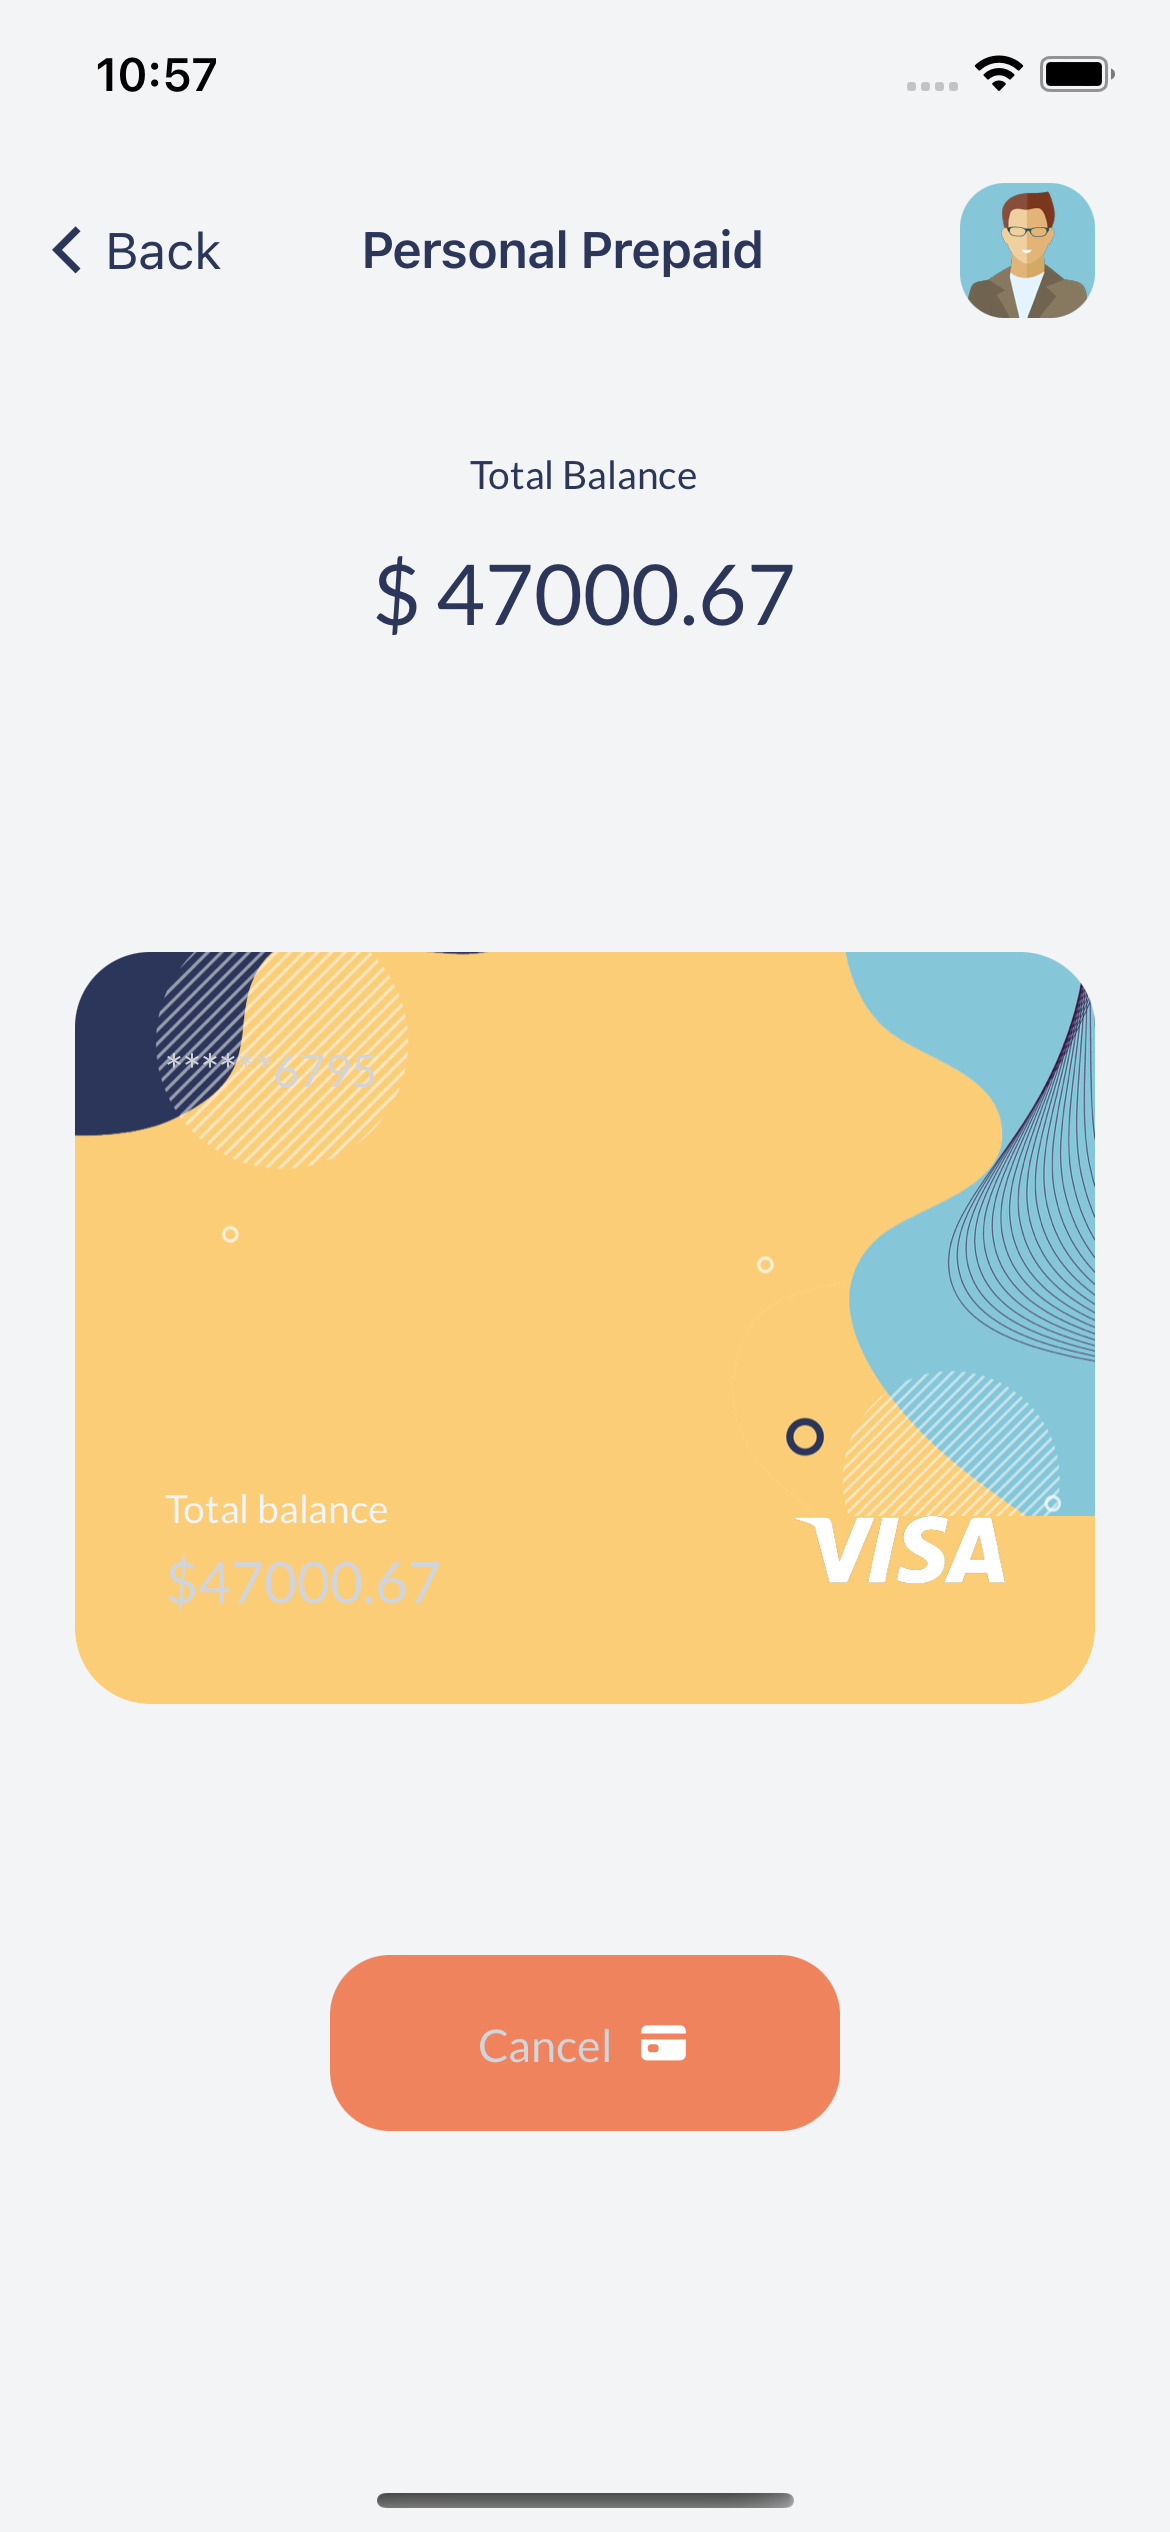 10:57
Back
Personal Prepaid
Total Balance
$ 47000.67
******6795
Total balance
$47000.67
VISA
Cancel